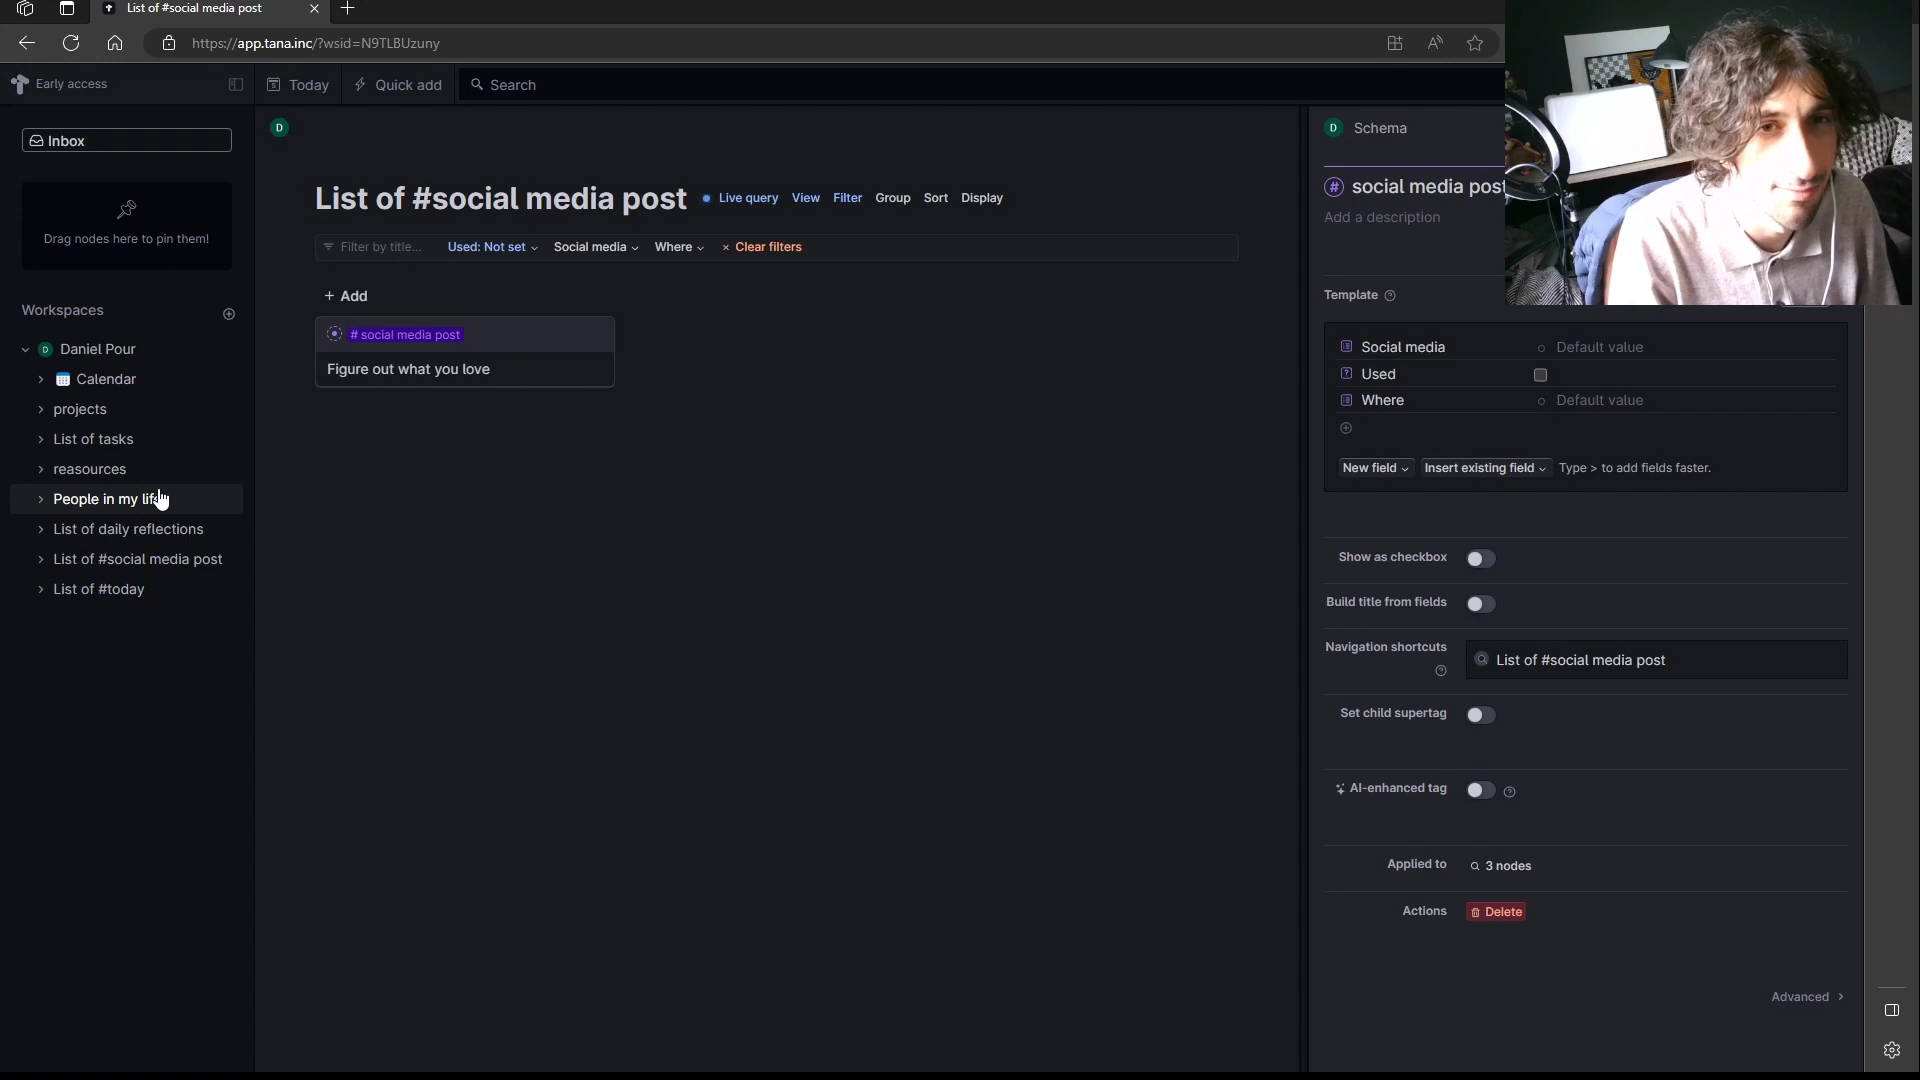 List of #social media post
https://app.tana.inc/?wsid=N9TLBUzuny
Early access
Today
Quick add
Search
Inbox
Drag nodes here to pin them!
Workspaces
D Daniel Pour
Calendar
projects
List of tasks
reasources
People in my life
List of daily reflections
List of #social media post
List of #today
D
List of #social media post
Live query View Filter Group Sort Display
Filter by title... Used: Not set Social media Where × Clear filters
+ Add
# social media post
Figure out what you love
D Schema
# social media post
Add a description
Template
Social media Default value
Used
Where Default value
New field Insert existing field Type > to add fields faster.
Show as checkbox
Build title from fields
Navigation shortcuts List of #social media post
Set child supertag
AI-enhanced tag
Applied to 3 nodes
Actions Delete
Advanced >